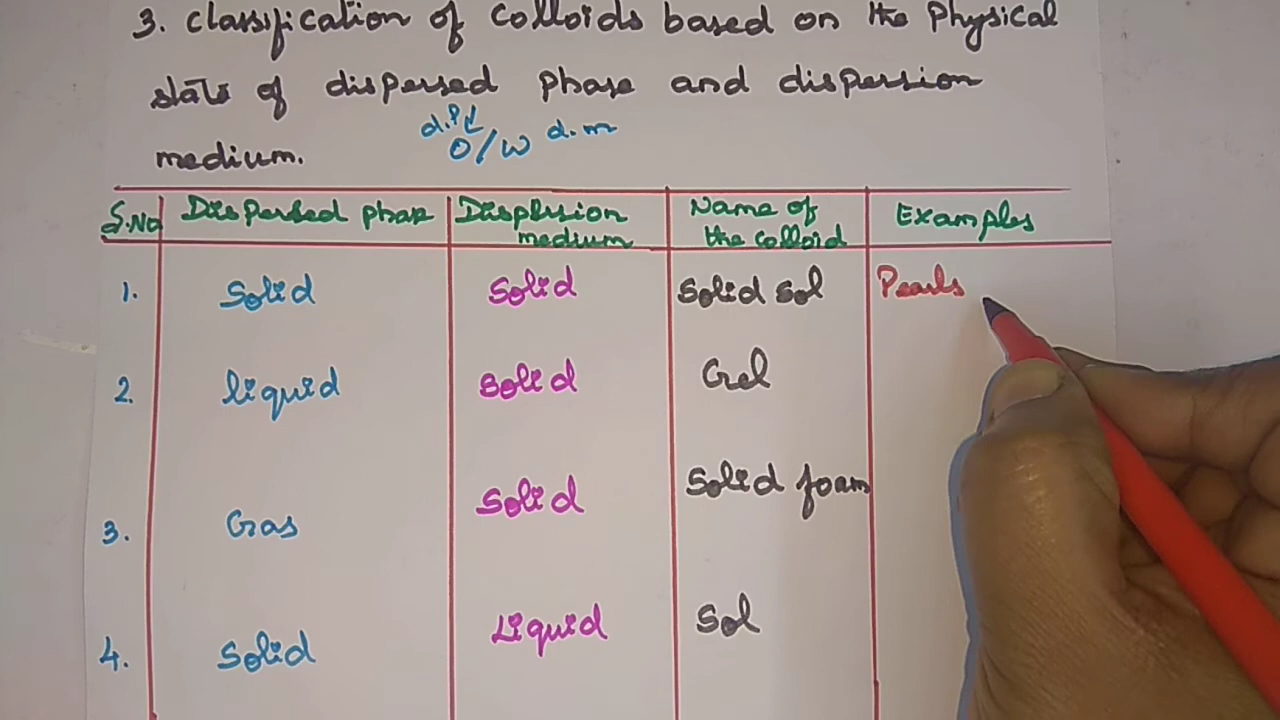 3. Classification of Colloids based on the Physical
state of dispersed phase and dispersion
medium.
d.P
O/W d.m
S.No Dispersed phase Dispersion medium Name of the colloid Examples
1. Solid Solid Solid sol Pearls
2. liquid Solid Gel
3. Gas Solid Solid foam
4. Solid Liquid Sol